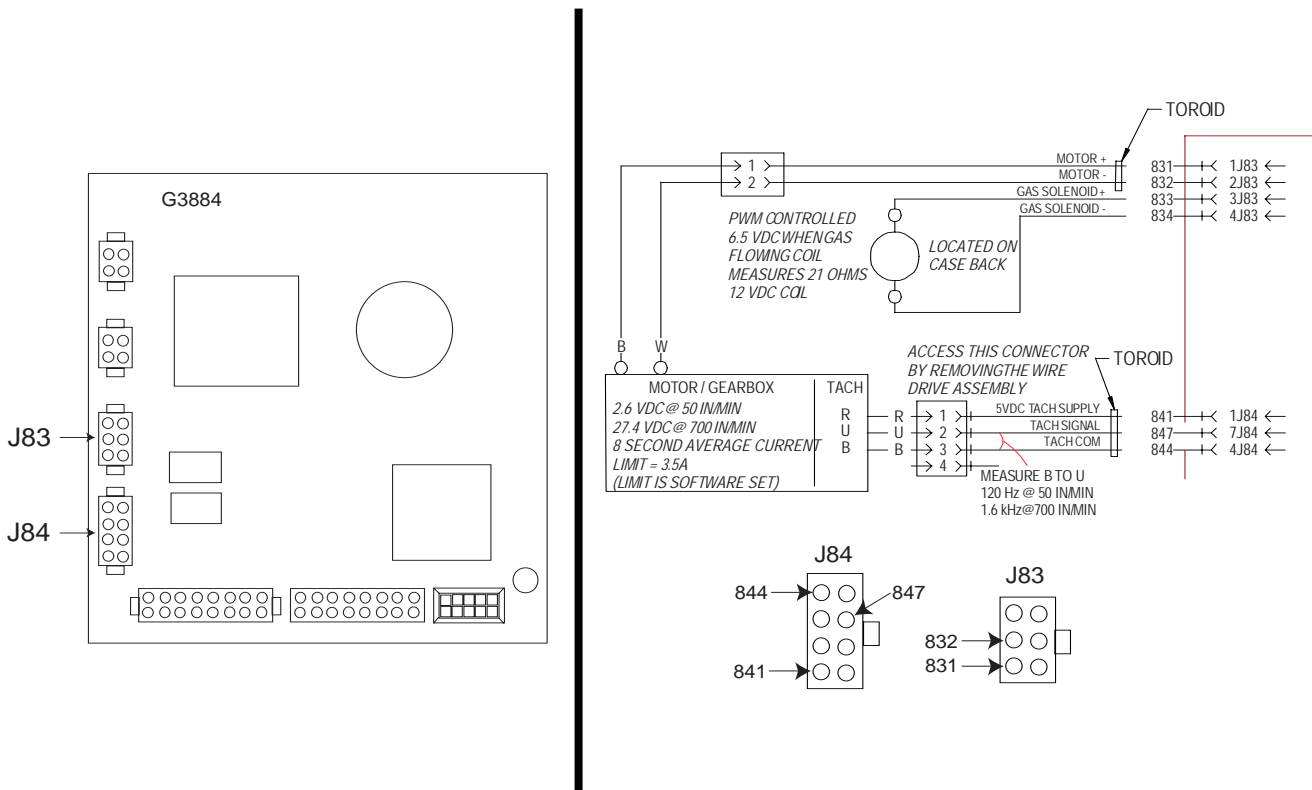 G3884
J83
J84
TOROID
1
2
MOTOR +
MOTOR -
GAS SOLENOID +
GAS SOLENOID -
831
832
833
834
1J83
2J83
3J83
4J83
PWM CONTROLLED
6.5 VDC WHEN GAS
FLOWING COIL
MEASURES 21 OHMS
12 VDC COIL
LOCATED ON
CASE BACK
B
W
MOTOR / GEARBOX
2.6 VDC @ 50 IN/MIN
27.4 VDC @ 700 IN/MIN
8 SECOND AVERAGE CURRENT
LIMIT = 3.5A
(LIMIT IS SOFTWARE SET)
TACH
R
U
B
R
U
B
ACCESS THIS CONNECTOR
BY REMOVING THE WIRE
DRIVE ASSEMBLY
TOROID
1
2
3
4
5VDC TACH SUPPLY
TACH SIGNAL
TACH COM
841
847
844
1J84
7J84
4J84
MEASURE B TO U
120 Hz @ 50 IN/MIN
1.6 kHz@700 IN/MIN
J84
844
847
841
J83
832
831